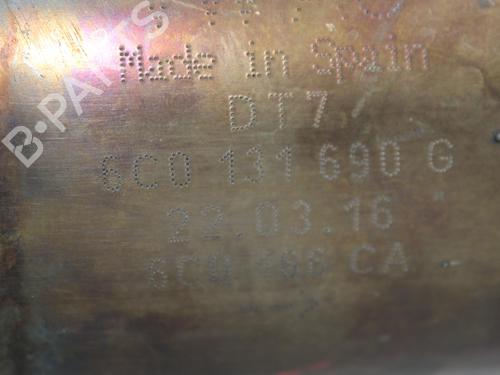 Made in Spain
DT7
6C0 131 690 G
22.03.16
6C0 166 CA
B-PARTS